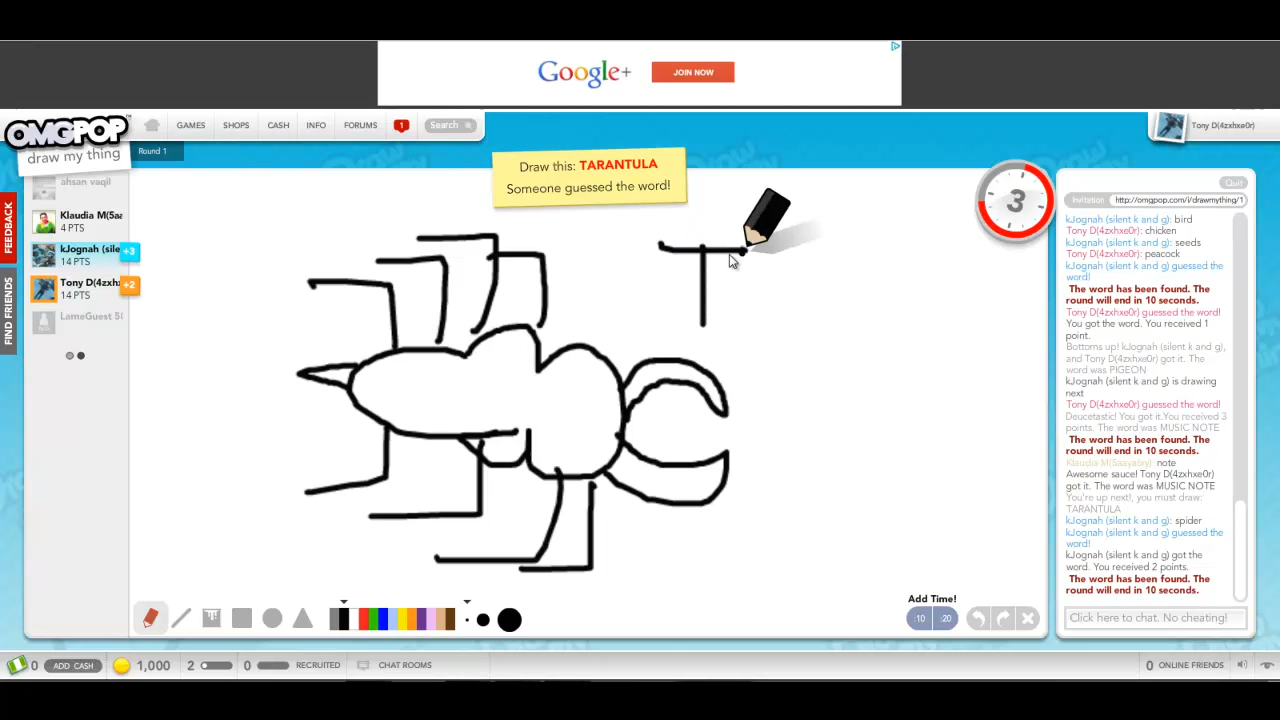 Google+
JOIN NOW
OMGPOP
draw my thing
GAMES
SHOPS
CASH
INFO
FORUMS
1
Search
Tony D(4zxhxe0r)
Round 1
Draw this: TARANTULA
Someone guessed the word!
3
FEEDBACK
FIND FRIENDS
ahsan vaqil
Klaudia M(5aa
4 PTS
kJognah (sile
14 PTS
+3
Tony D(4zxh
14 PTS
+2
LameGuest 5
T
Quit
Invitation
http://omgpop.com/i/drawmything/1
kJognah (silent k and g): bird
Tony D(4zxhxe0r): chicken
kJognah (silent k and g): seeds
Tony D(4zxhxe0r): peacock
kJognah (silent k and g) guessed the
word!
The word has been found. The
round will end in 10 seconds.
Tony D(4zxhxe0r) guessed the word!
You got the word. You received 1
point.
Bottoms up! kJognah (silent k and g),
and Tony D(4zxhxe0r) got it. The
word was PIGEON
kJognah (silent k and g) is drawing
next
Tony D(4zxhxe0r) guessed the word!
Deucetastic! You got it.You received 3
points. The word was MUSIC NOTE
The word has been found. The
round will end in 10 seconds.
Klaudia M(5aaya6ry): note
Awesome sauce! Tony D(4zxhxe0r)
got it. The word was MUSIC NOTE
You're up next!, you must draw:
TARANTULA
kJognah (silent k and g): spider
kJognah (silent k and g) guessed the
word!
kJognah (silent k and g) got the
word. You received 2 points.
The word has been found. The
round will end in 10 seconds.
Click here to chat. No cheating!
Add Time!
:10
:20
0
ADD CASH
1,000
2
0
RECRUITED
CHAT ROOMS
0 ONLINE FRIENDS